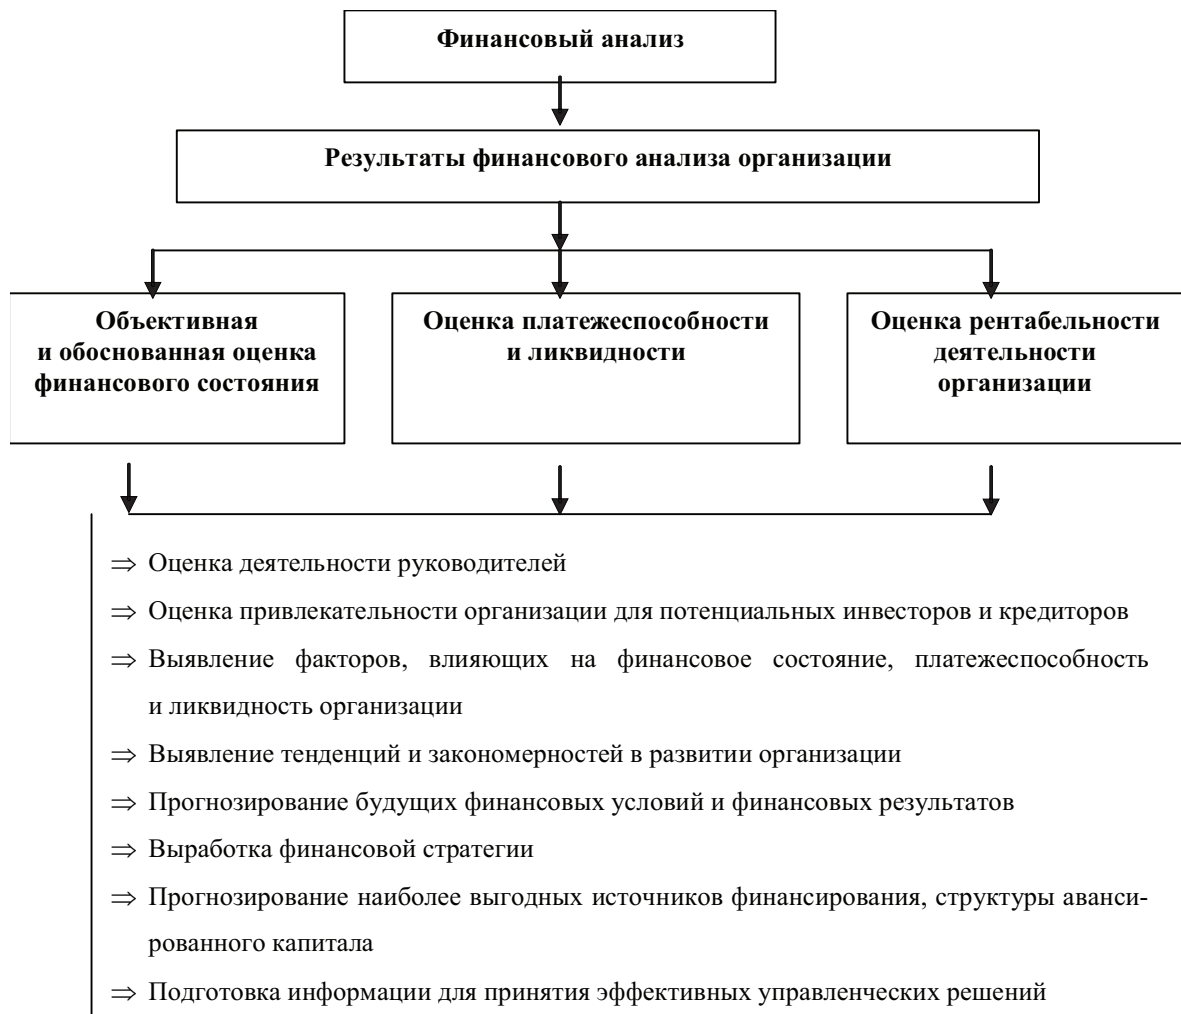 Финансовый анализ
Результаты финансового анализа организации
Объективная
и обоснованная оценка
финансового состояния
Оценка платежеспособности
и ликвидности
Оценка рентабельности
деятельности
организации
⇒ Оценка деятельности руководителей
⇒ Оценка привлекательности организации для потенциальных инвесторов и кредиторов
⇒ Выявление факторов, влияющих на финансовое состояние, платежеспособность
и ликвидность организации
⇒ Выявление тенденций и закономерностей в развитии организации
⇒ Прогнозирование будущих финансовых условий и финансовых результатов
⇒ Выработка финансовой стратегии
⇒ Прогнозирование наиболее выгодных источников финансирования, структуры аванси-
рованного капитала
⇒ Подготовка информации для принятия эффективных управленческих решений